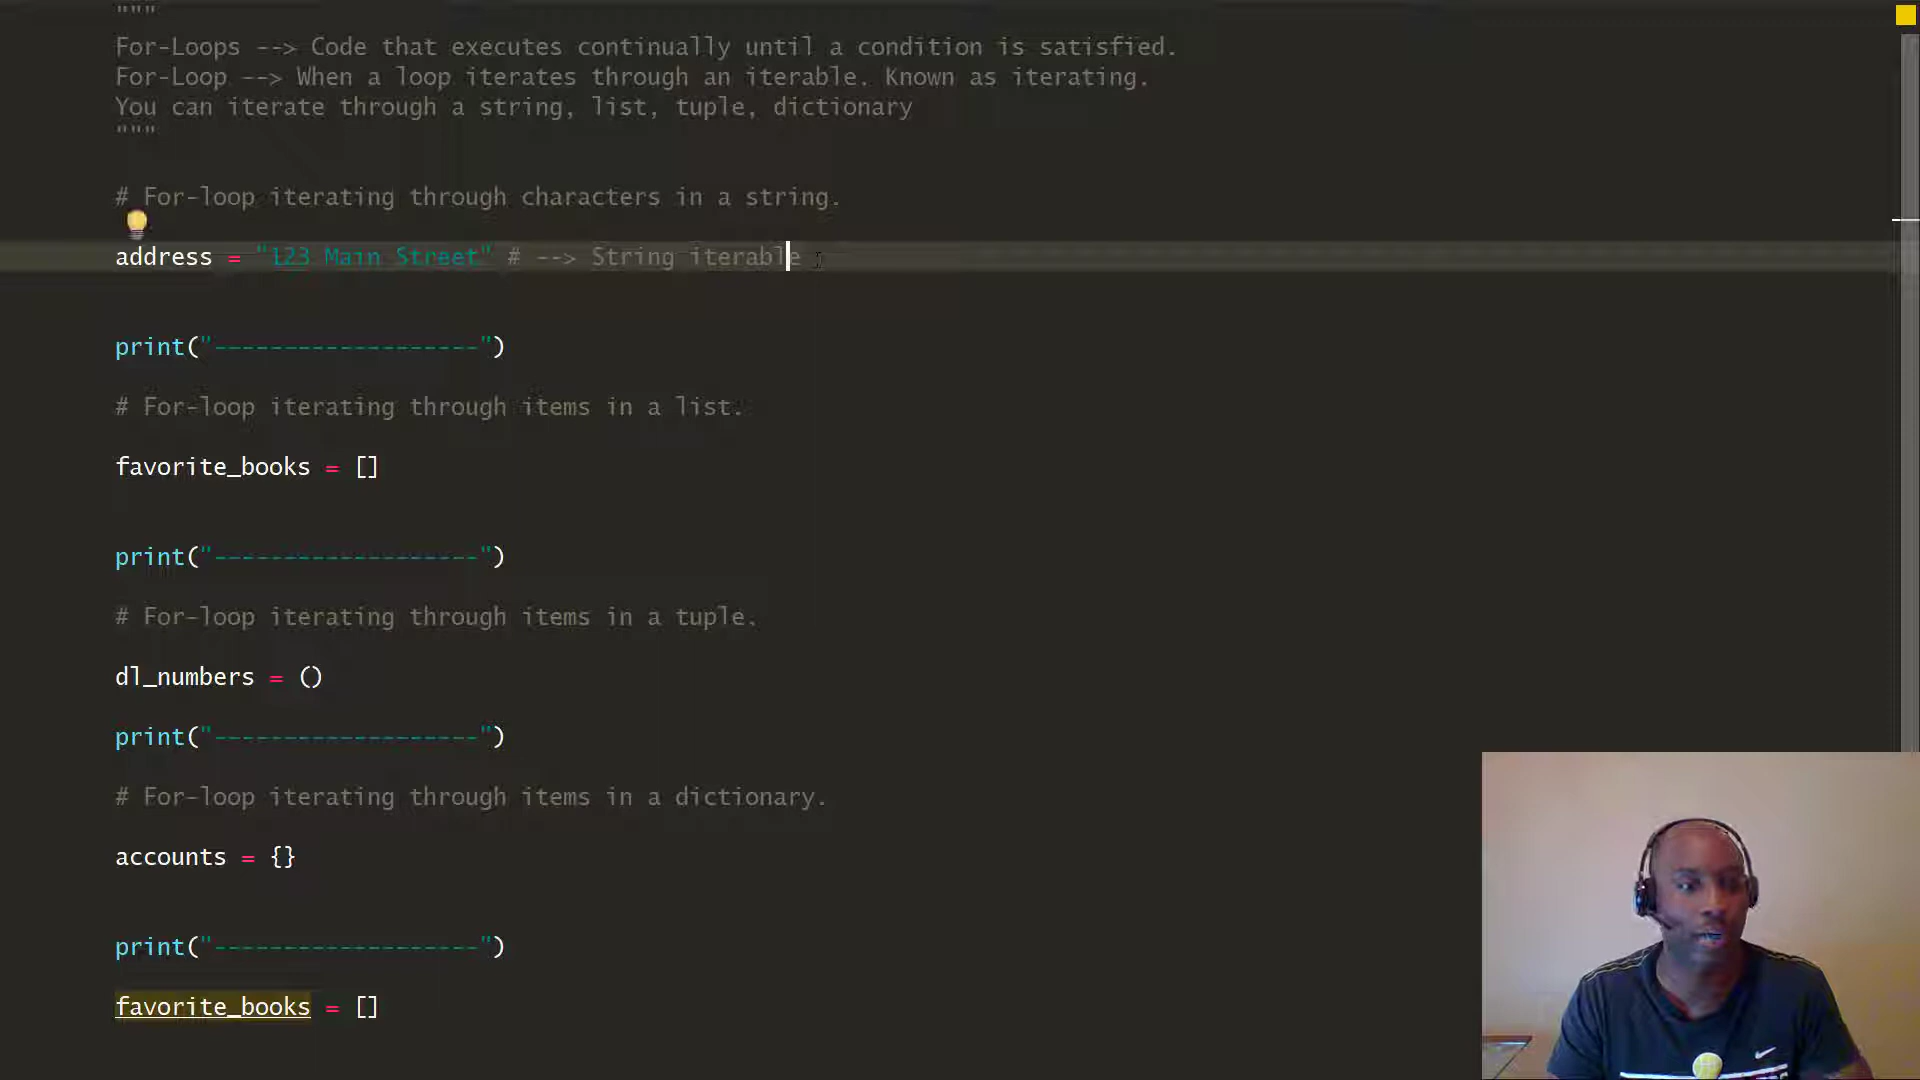 """
For-Loops --> Code that executes continually until a condition is satisfied.
For-Loop --> When a loop iterates through an iterable. Known as iterating.
You can iterate through a string, list, tuple, dictionary
"""
# For-loop iterating through characters in a string.
address = "123 Main Street" # --> String iterable
print("-------------------")
# For-loop iterating through items in a list.
favorite_books = []
print("-------------------")
# For-loop iterating through items in a tuple.
dl_numbers = ()
print("-------------------")
# For-loop iterating through items in a dictionary.
accounts = {}
print("-------------------")
favorite_books = []